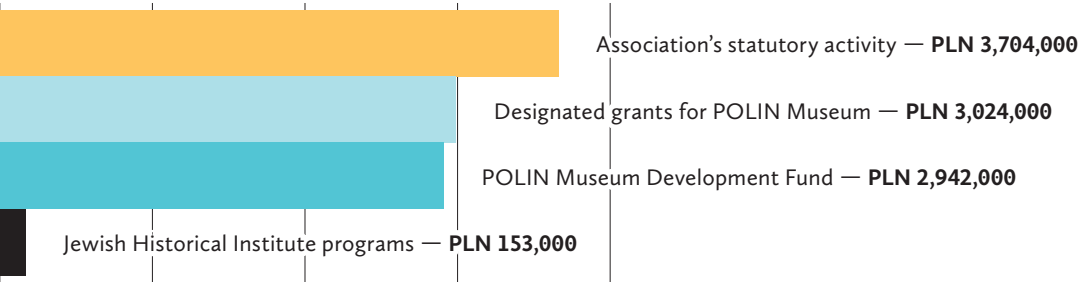 Association’s statutory activity — PLN 3,704,000
Designated grants for POLIN Museum — PLN 3,024,000
POLIN Museum Development Fund — PLN 2,942,000
Jewish Historical Institute programs — PLN 153,000